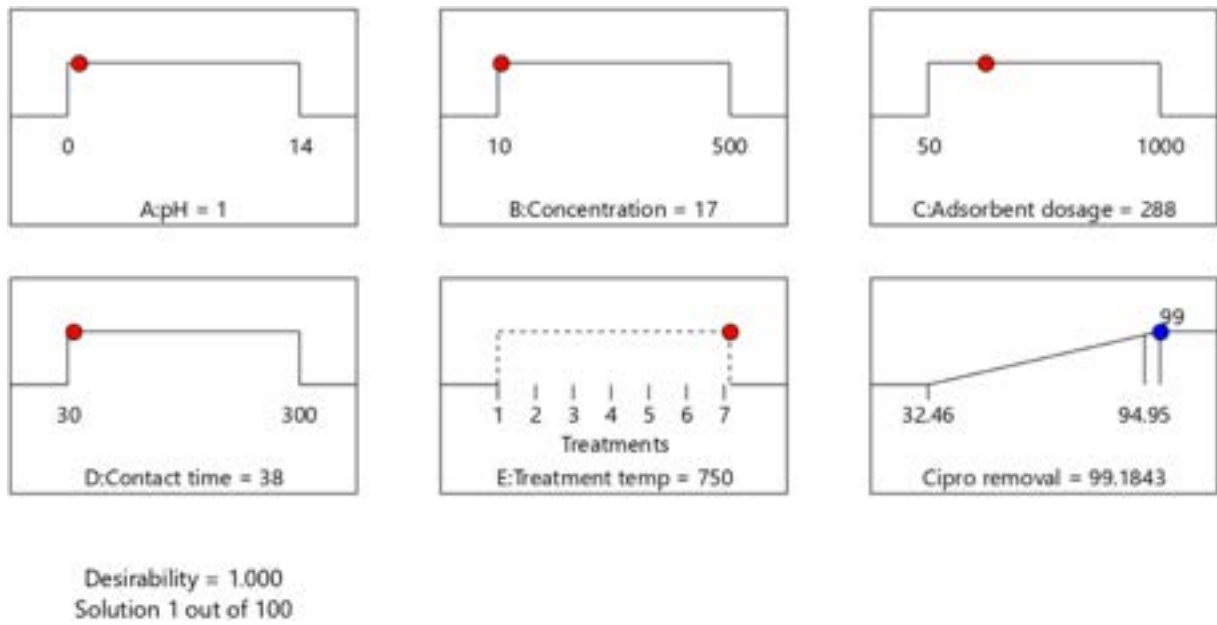 0 14
A:pH = 1
10 500
B:Concentration = 17
50 1000
C:Adsorbent dosage = 288
30 300
D:Contact time = 38
1 2 3 4 5 6 7
Treatments
E:Treatment temp = 750
99
32.46 94.95
Cipro removal = 99.1843
Desirability = 1.000
Solution 1 out of 100